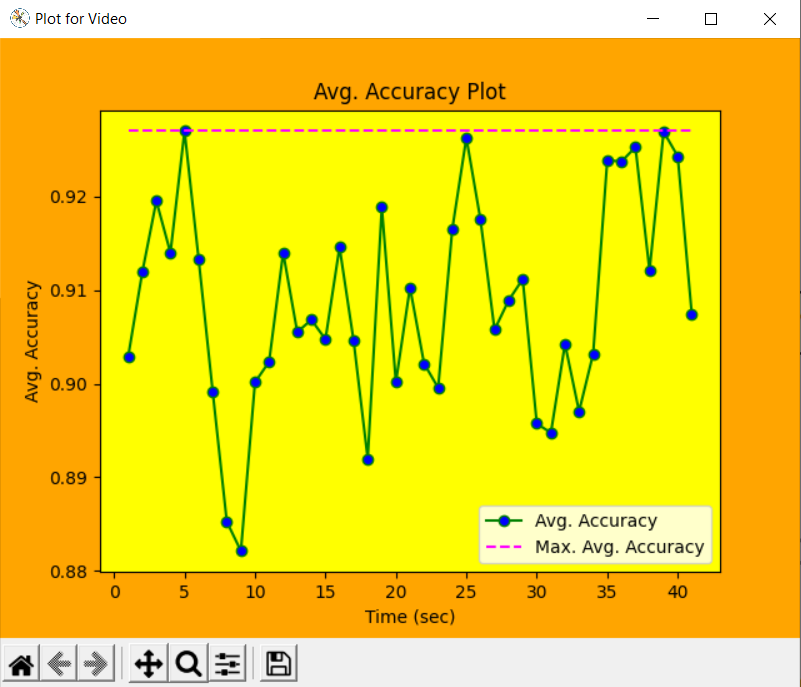 Plot for Video
Avg. Accuracy Plot
Avg. Accuracy
0.92
0.91
0.90
0.89
0.88
0 5 10 15 20 25 30 35 40
Time (sec)
Avg. Accuracy
Max. Avg. Accuracy